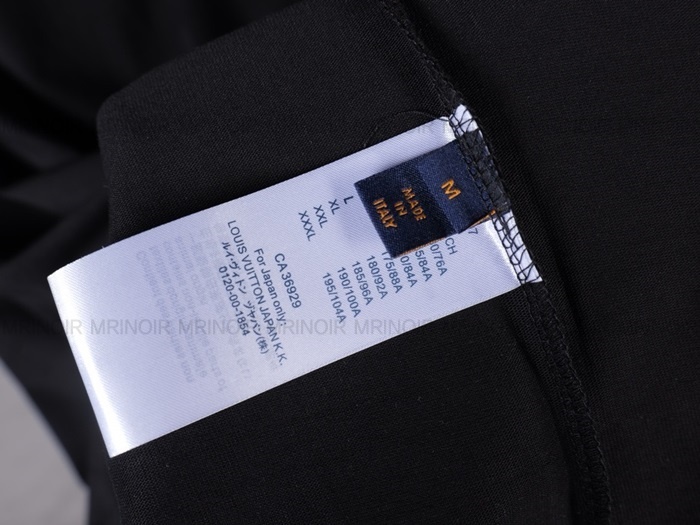 M
MADE
IN
ITALY
7
CH
0/76A
5/84A
0/84A
175/88A
L 180/92A
XL 185/96A
XXL 190/100A
XXXL 195/104A
CA 36929
For Japan only:
LOUIS VUITTON JAPAN K.K.
ルイ・ヴィトン ジャパン(株)
0120-00-1854
MRINOIR MRINOIR MRINOIR MRINOIR